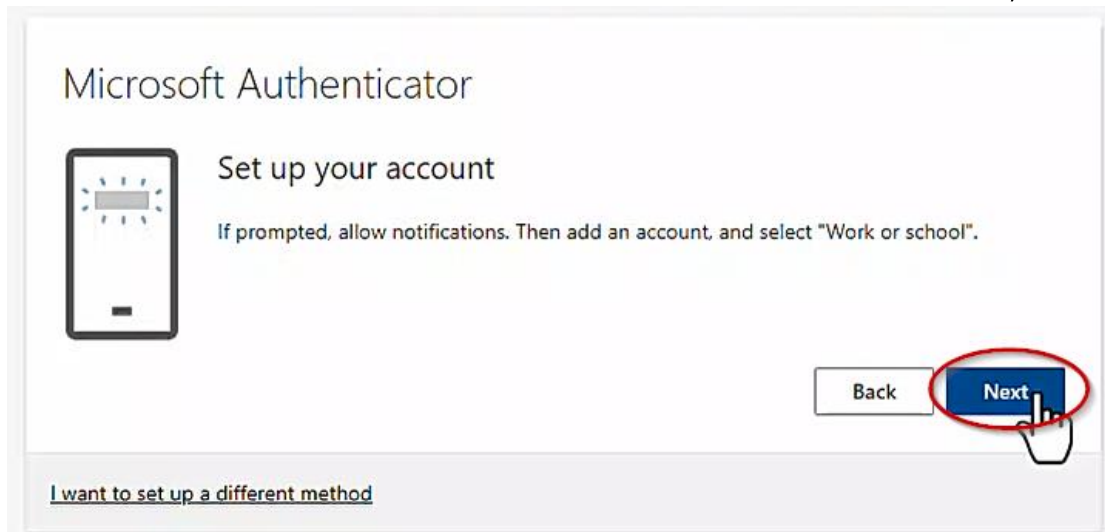 Microsoft Authenticator
Set up your account
If prompted, allow notifications. Then add an account, and select "Work or school".
Back
Next
I want to set up a different method